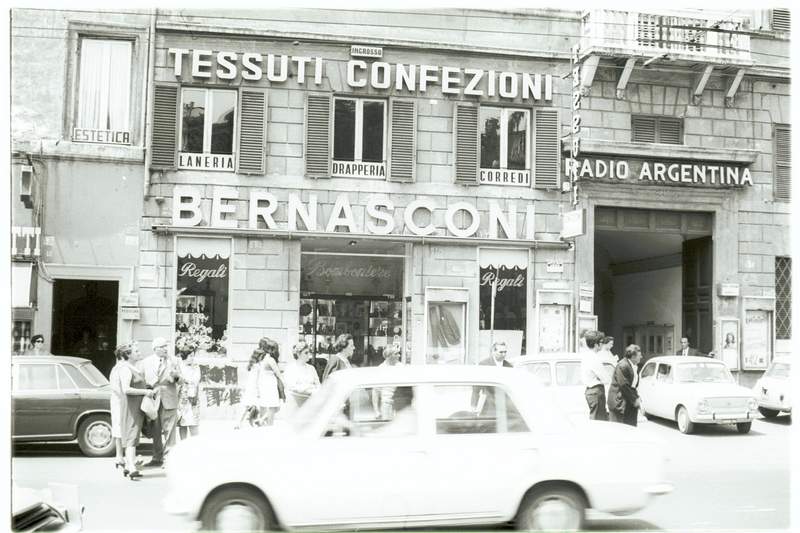 INGROSSO
TESSUTI CONFEZIONI
ESTETICA
LANERIA
DRAPPERIA
CORREDI
RADIO ARGENTINA
BERNASCONI
Regali
Bomboniere
Regali